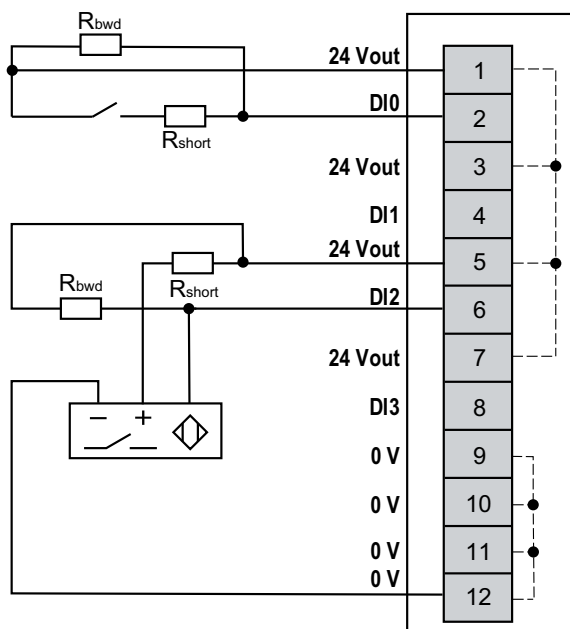 Rbwd
24 Vout 1
DI0 2
Rshort
24 Vout 3
DI1 4
24 Vout 5
Rbwd
Rshort
DI2 6
24 Vout 7
− +
DI3 8
0 V 9
0 V 10
0 V 11
0 V 12